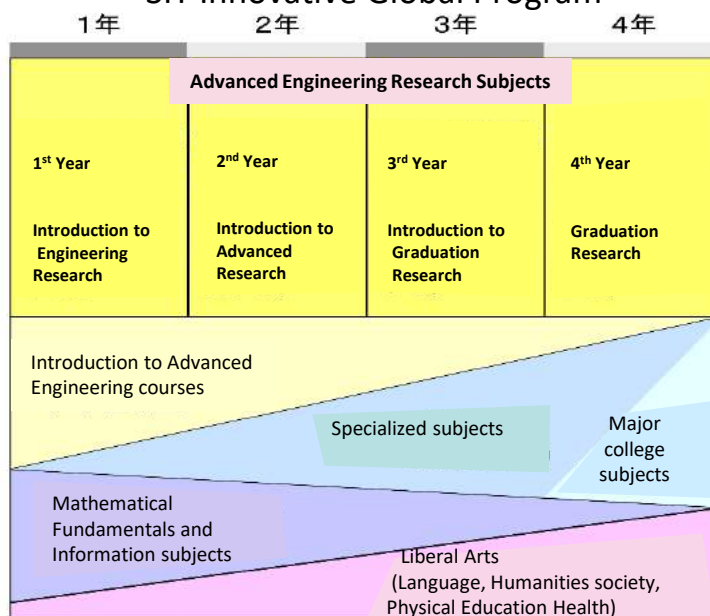 Innovative Global Program
1年 2年 3年 4年
Advanced Engineering Research Subjects
1st Year
Introduction to
Engineering
Research
2nd Year
Introduction to
Advanced
Research
3rd Year
Introduction to
Graduation
Research
4th Year
Graduation
Research
Introduction to Advanced
Engineering courses
Specialized subjects
Major
college
subjects
Mathematical
Fundamentals and
Information subjects
Liberal Arts
(Language, Humanities society,
Physical Education Health)